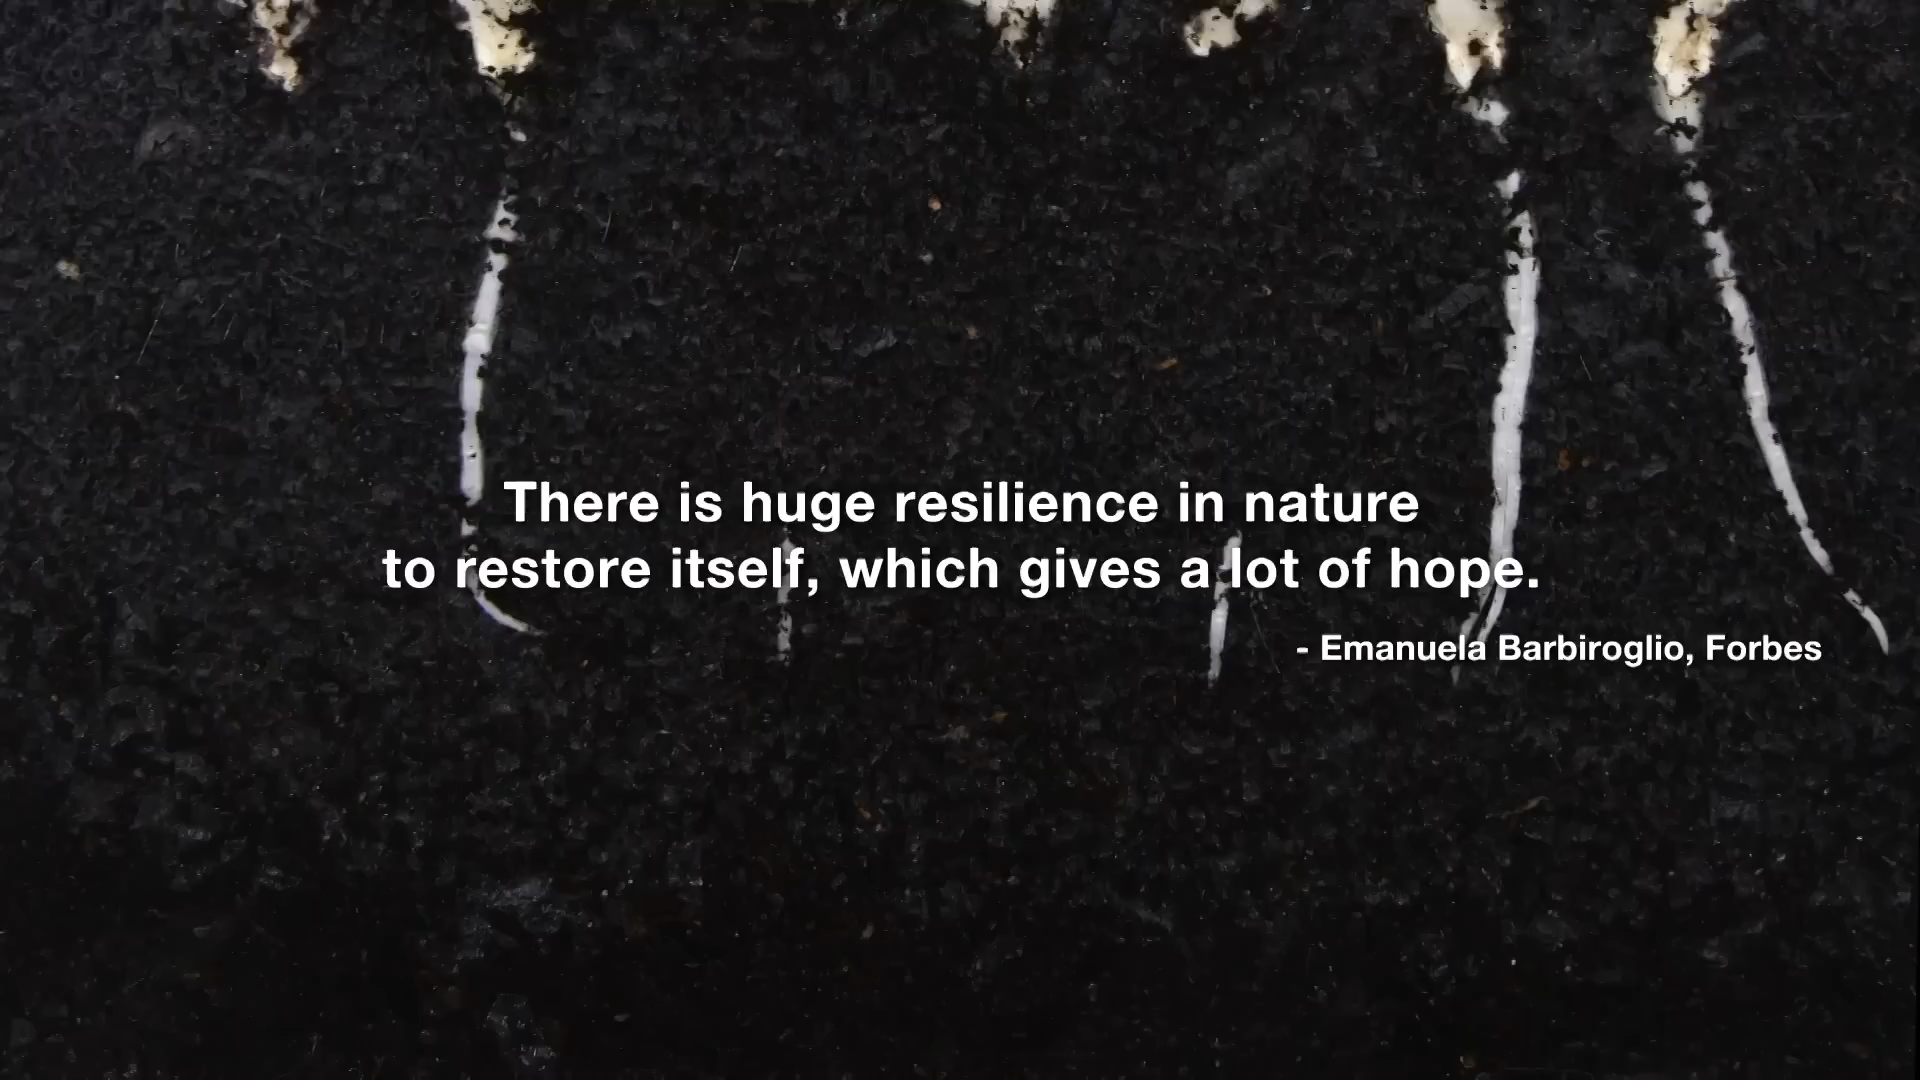 There is huge resilience in nature
to restore itself, which gives a lot of hope.
- Emanuela Barbiroglio, Forbes